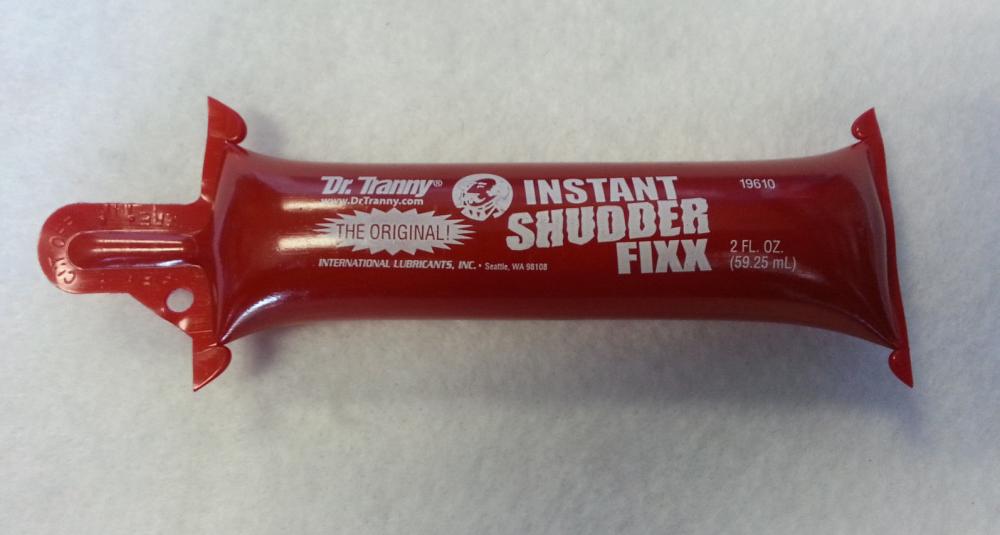 Dr. Tranny®
www.DrTranny.com
THE ORIGINAL!
INTERNATIONAL LUBRICANTS, INC. • Seattle, WA 98108
INSTANT
SHUDDER
FIXX
19610
2 FL. OZ.
(59.25 mL)